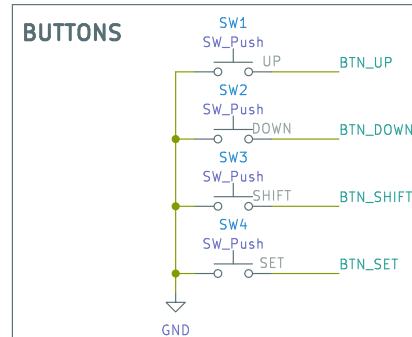 BUTTONS
SW1
SW_Push
UP
BTN_UP
SW2
SW_Push
DOWN
BTN_DOWN
SW3
SW_Push
SHIFT
BTN_SHIFT
SW4
SW_Push
SET
BTN_SET
GND